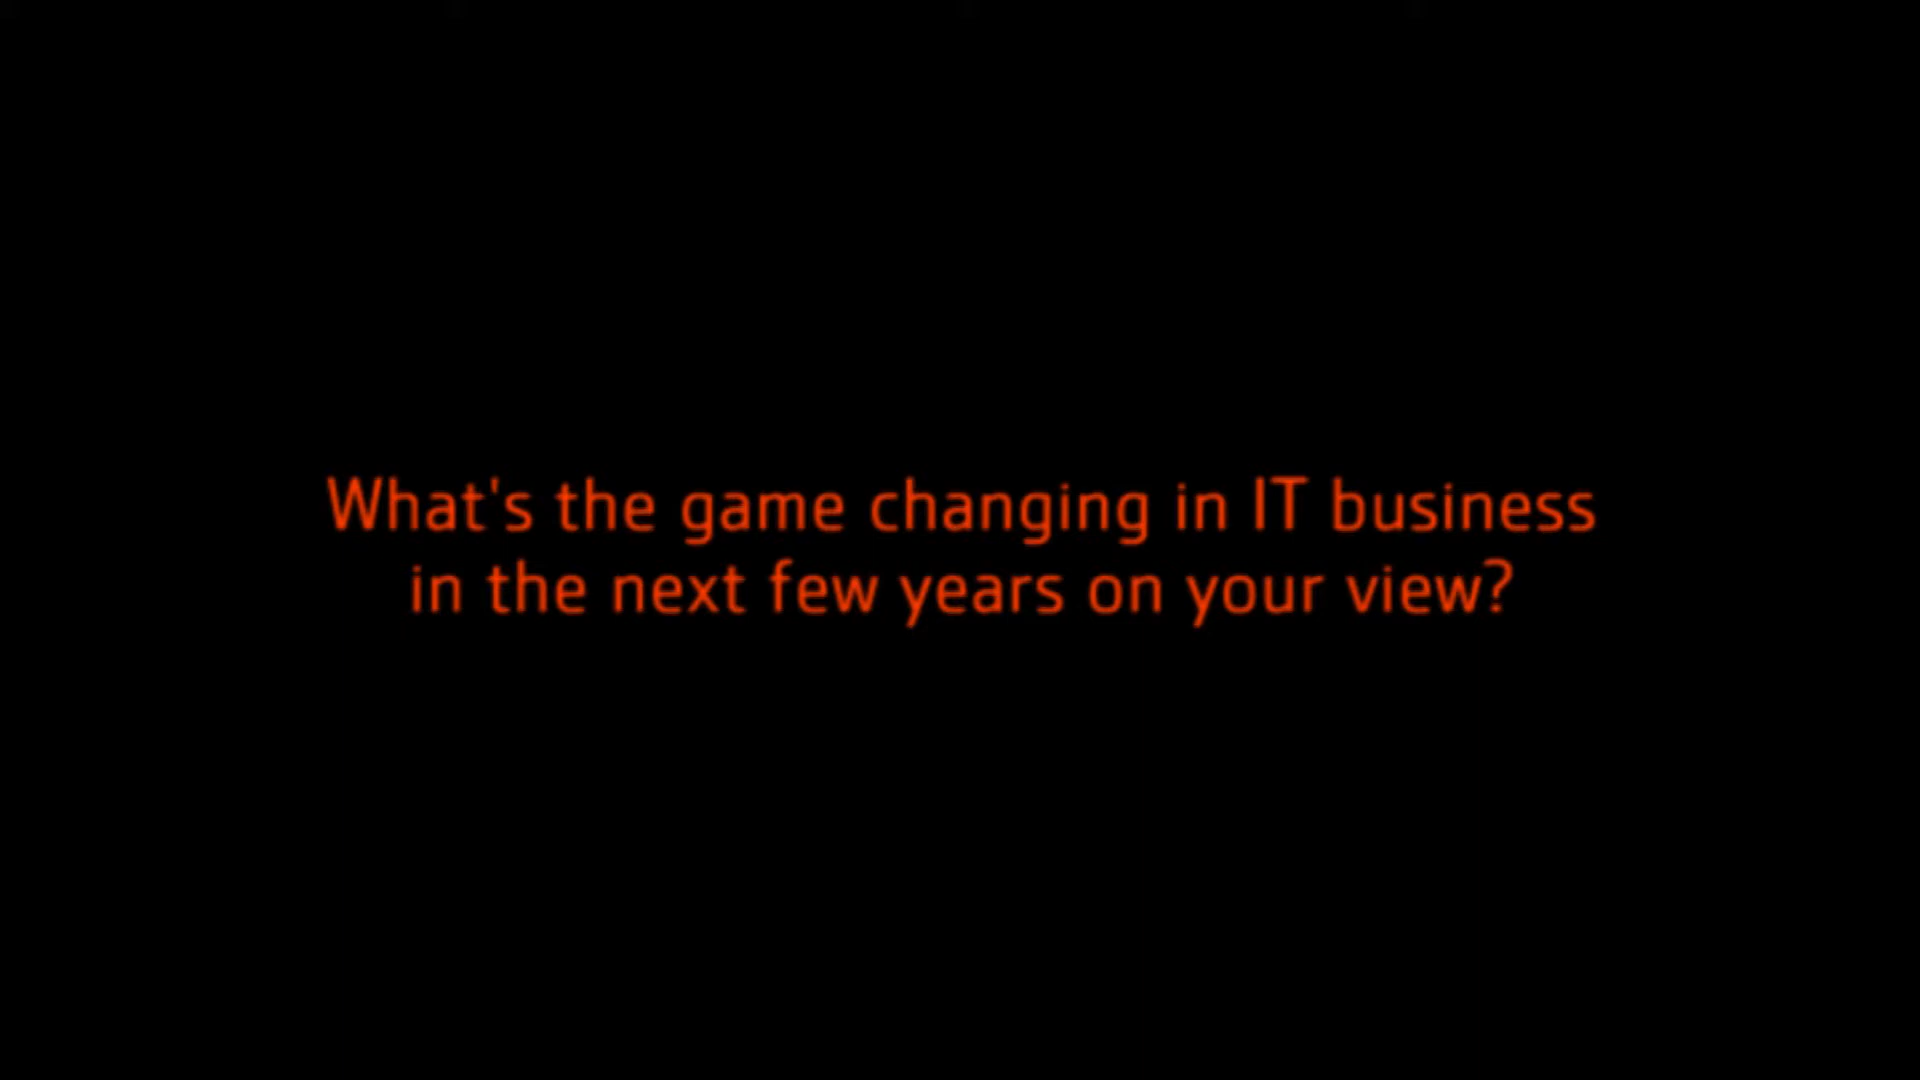 What's the game changing in IT business
in the next few years on your view?